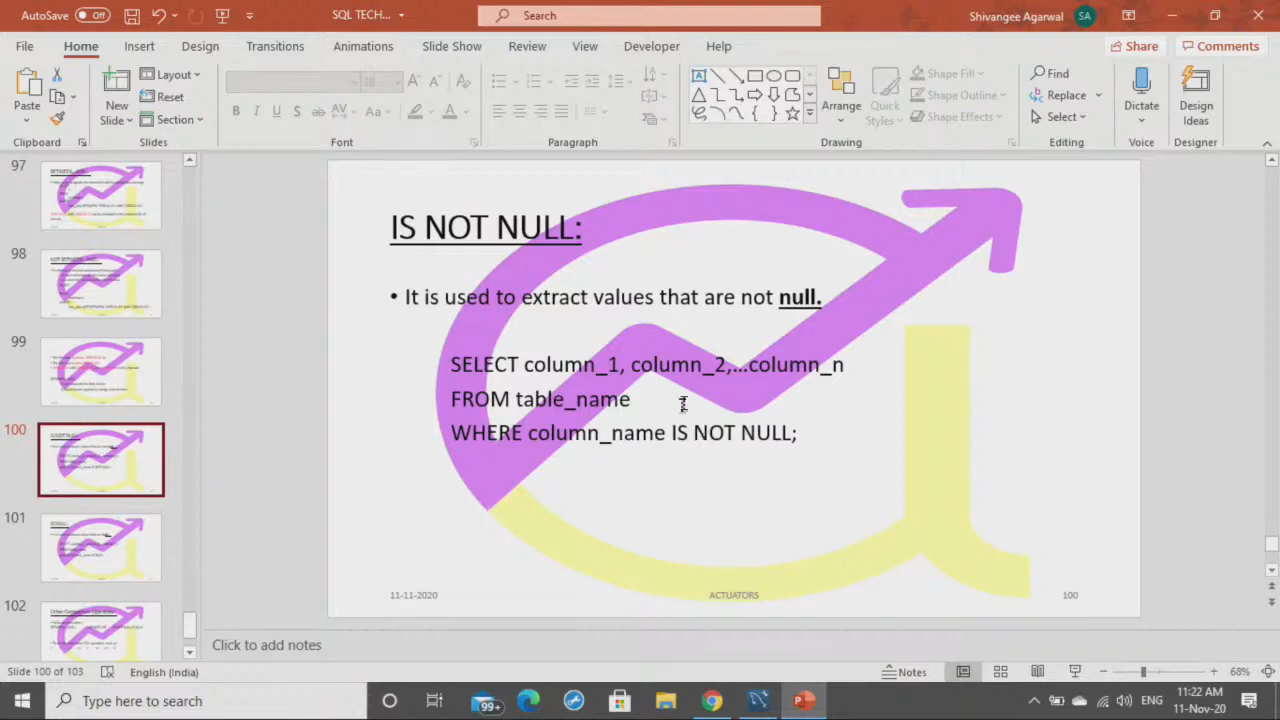 AutoSave Off
SQL TECH...
Search
Shivangee Agarwal SA
File Home Insert Design Transitions Animations Slide Show Review View Developer Help
Share Comments
Paste
New Slide
Layout
Reset
Section
Arrange
Quick Styles
Shape Fill
Shape Outline
Shape Effects
Find
Replace
Select
Dictate
Design Ideas
Clipboard Slides Font Paragraph Drawing Editing Voice Designer
97
98
99
100
101
102
IS NOT NULL:
• It is used to extract values that are not null.
SELECT column_1, column_2,...column_n
FROM table_name
WHERE column_name IS NOT NULL;
11-11-2020 ACTUATORS 100
Click to add notes
Slide 100 of 103 English (India) Notes 68%
Type here to search
99+
ENG
11:22 AM
11-Nov-20